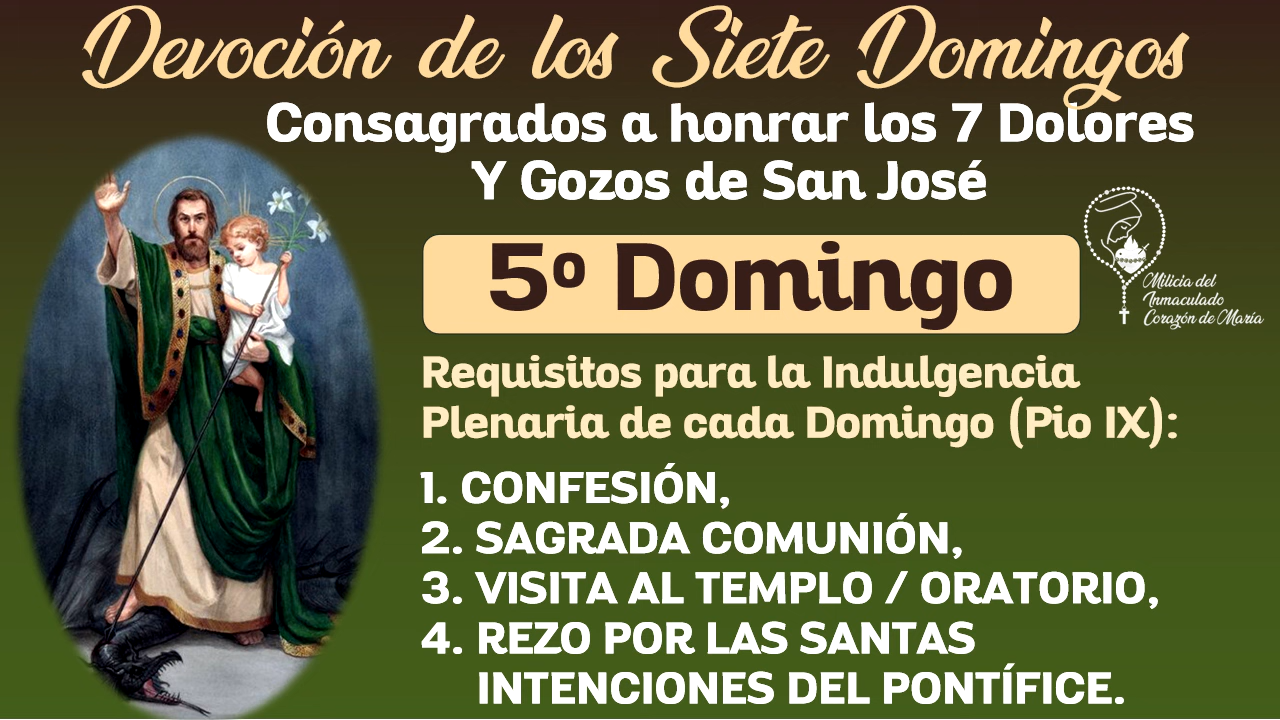 Devoción de los Siete Domingos
Consagrados a honrar los 7 Dolores
Y Gozos de San José
5º Domingo
Milicia del
Inmaculado
Corazón de María
Requisitos para la Indulgencia
Plenaria de cada Domingo (Pio IX):
1. CONFESIÓN,
2. SAGRADA COMUNIÓN,
3. VISITA AL TEMPLO / ORATORIO,
4. REZO POR LAS SANTAS
INTENCIONES DEL PONTÍFICE.